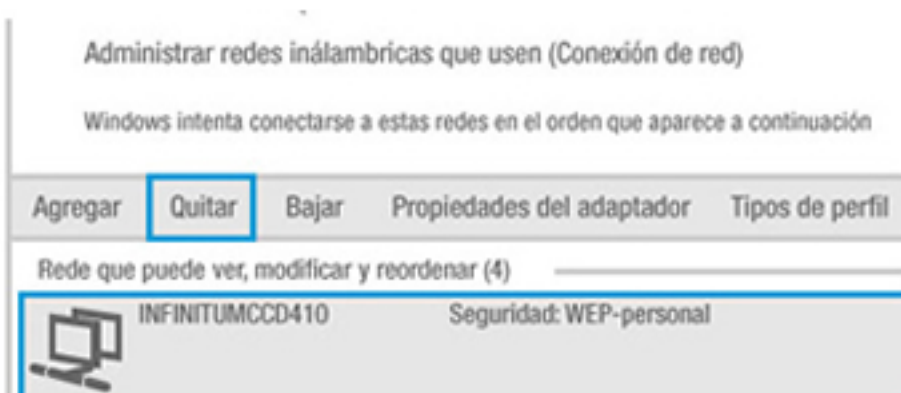 Administrar redes inálambricas que usen (Conexión de red)
Windows intenta conectarse a estas redes en el orden que aparece a continuación
Agregar Quitar Bajar Propiedades del adaptador Tipos de perfil
Rede que puede ver, modificar y reordenar (4)
INFINITUMCCD410 Seguridad: WEP-personal